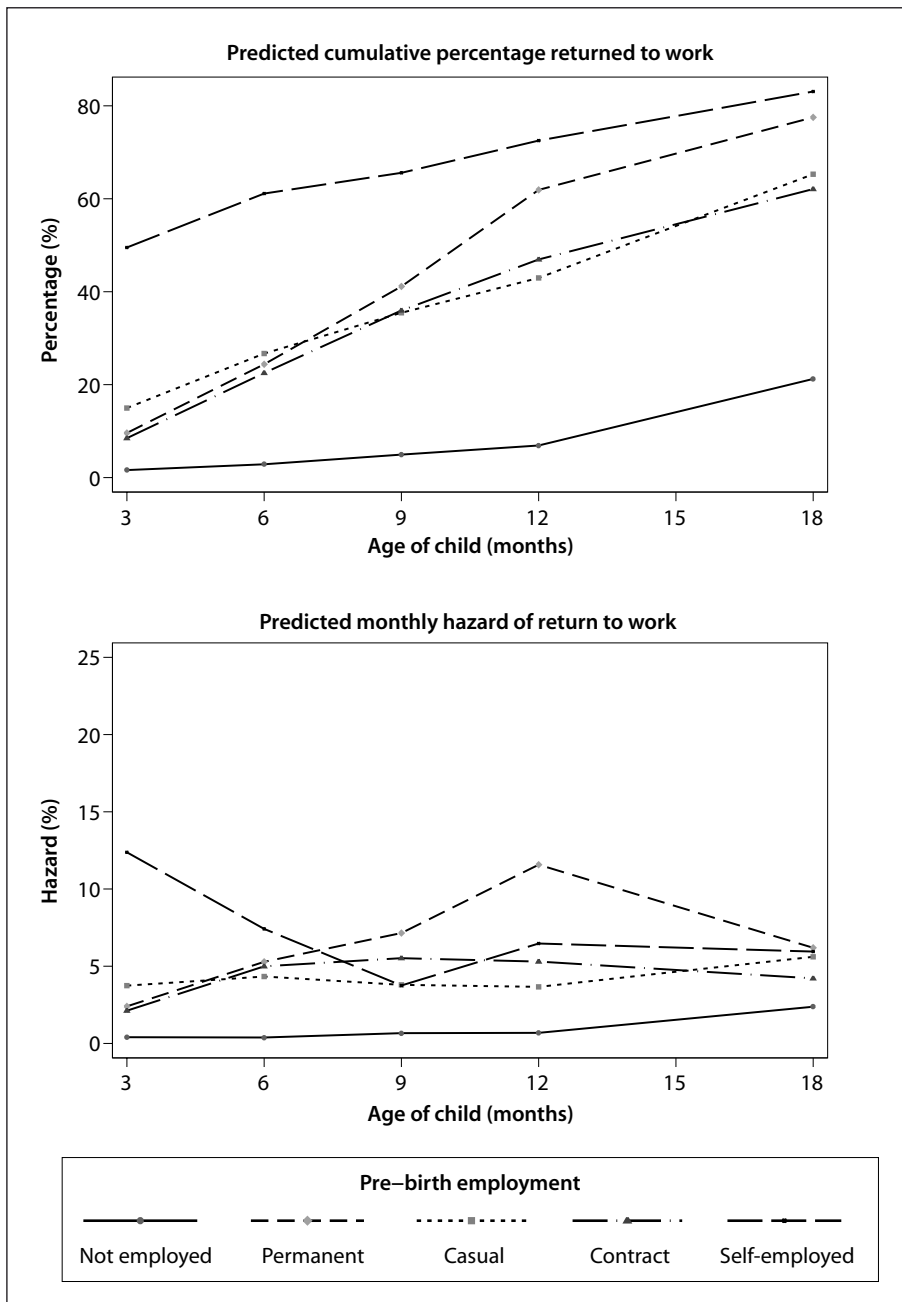 Predicted cumulative percentage returned to work
Percentage (%)
80
60
40
20
0
3 6 9 12 15 18
Age of child (months)
Predicted monthly hazard of return to work
Hazard (%)
25
20
15
10
5
0
3 6 9 12 15 18
Age of child (months)
Pre–birth employment
Not employed Permanent Casual Contract Self-employed